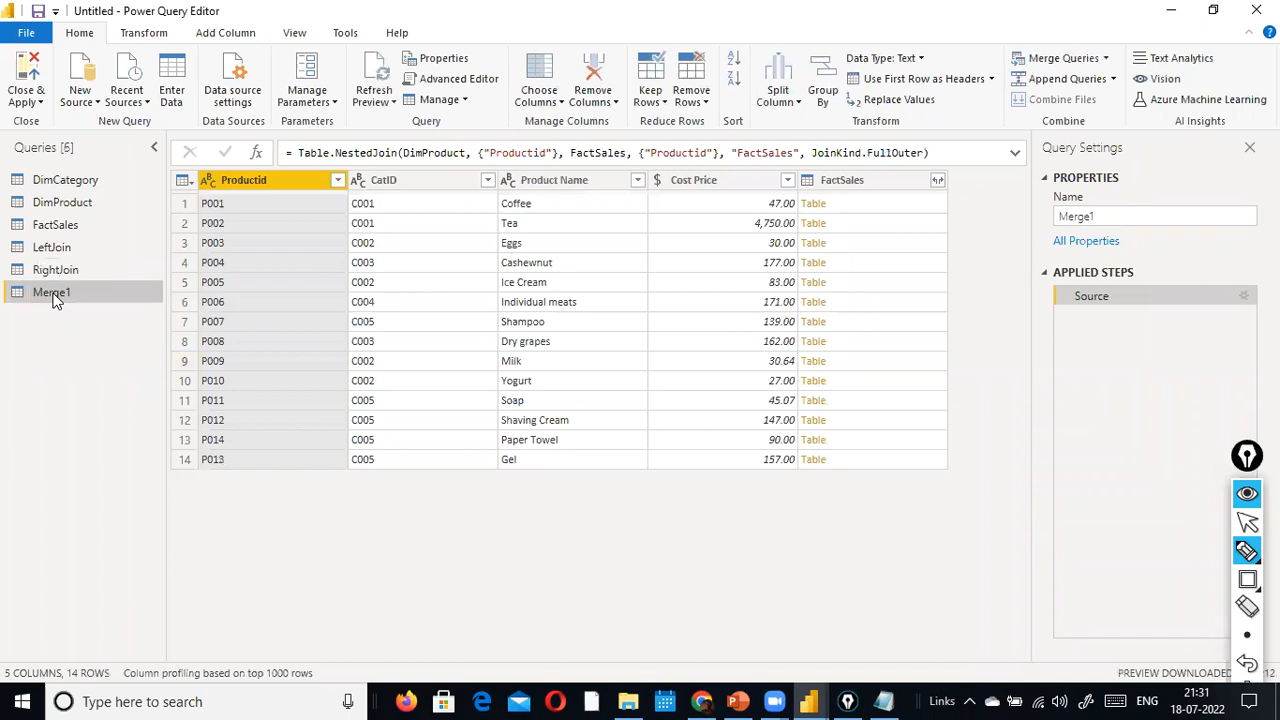 Untitled - Power Query Editor
File
Home
Transform
Add Column
View
Tools
Help
Close &
Apply
New
Source
Recent
Sources
Enter
Data
Data source
settings
Manage
Parameters
Refresh
Preview
Properties
Advanced Editor
Manage
Choose
Columns
Remove
Columns
Keep
Rows
Remove
Rows
Split
Column
Group
By
Data Type: Text
Use First Row as Headers
Replace Values
Merge Queries
Append Queries
Combine Files
Text Analytics
Vision
Azure Machine Learning
Close
New Query
Data Sources
Parameters
Query
Manage Columns
Reduce Rows
Sort
Transform
Combine
AI Insights
Queries [6]
DimCategory
DimProduct
FactSales
LeftJoin
RightJoin
Merge1
= Table.NestedJoin(DimProduct, {"Productid"}, FactSales, {"Productid"}, "FactSales", JoinKind.FullOuter)
Productid CatID Product Name $ Cost Price FactSales
1 P001 C001 Coffee 47.00 Table
2 P002 C001 Tea 4,750.00 Table
3 P003 C002 Eggs 30.00 Table
4 P004 C003 Cashewnut 177.00 Table
5 P005 C002 Ice Cream 83.00 Table
6 P006 C004 Individual meats 171.00 Table
7 P007 C005 Shampoo 139.00 Table
8 P008 C003 Dry grapes 162.00 Table
9 P009 C002 Milk 30.64 Table
10 P010 C002 Yogurt 27.00 Table
11 P011 C005 Soap 45.07 Table
12 P012 C005 Shaving Cream 147.00 Table
13 P014 C005 Paper Towel 90.00 Table
14 P013 C005 Gel 157.00 Table
Query Settings
PROPERTIES
Name
Merge1
All Properties
APPLIED STEPS
Source
5 COLUMNS, 14 ROWS Column profiling based on top 1000 rows
PREVIEW DOWNLOADED
Type here to search
Links
ENG
21:31
18-07-2022